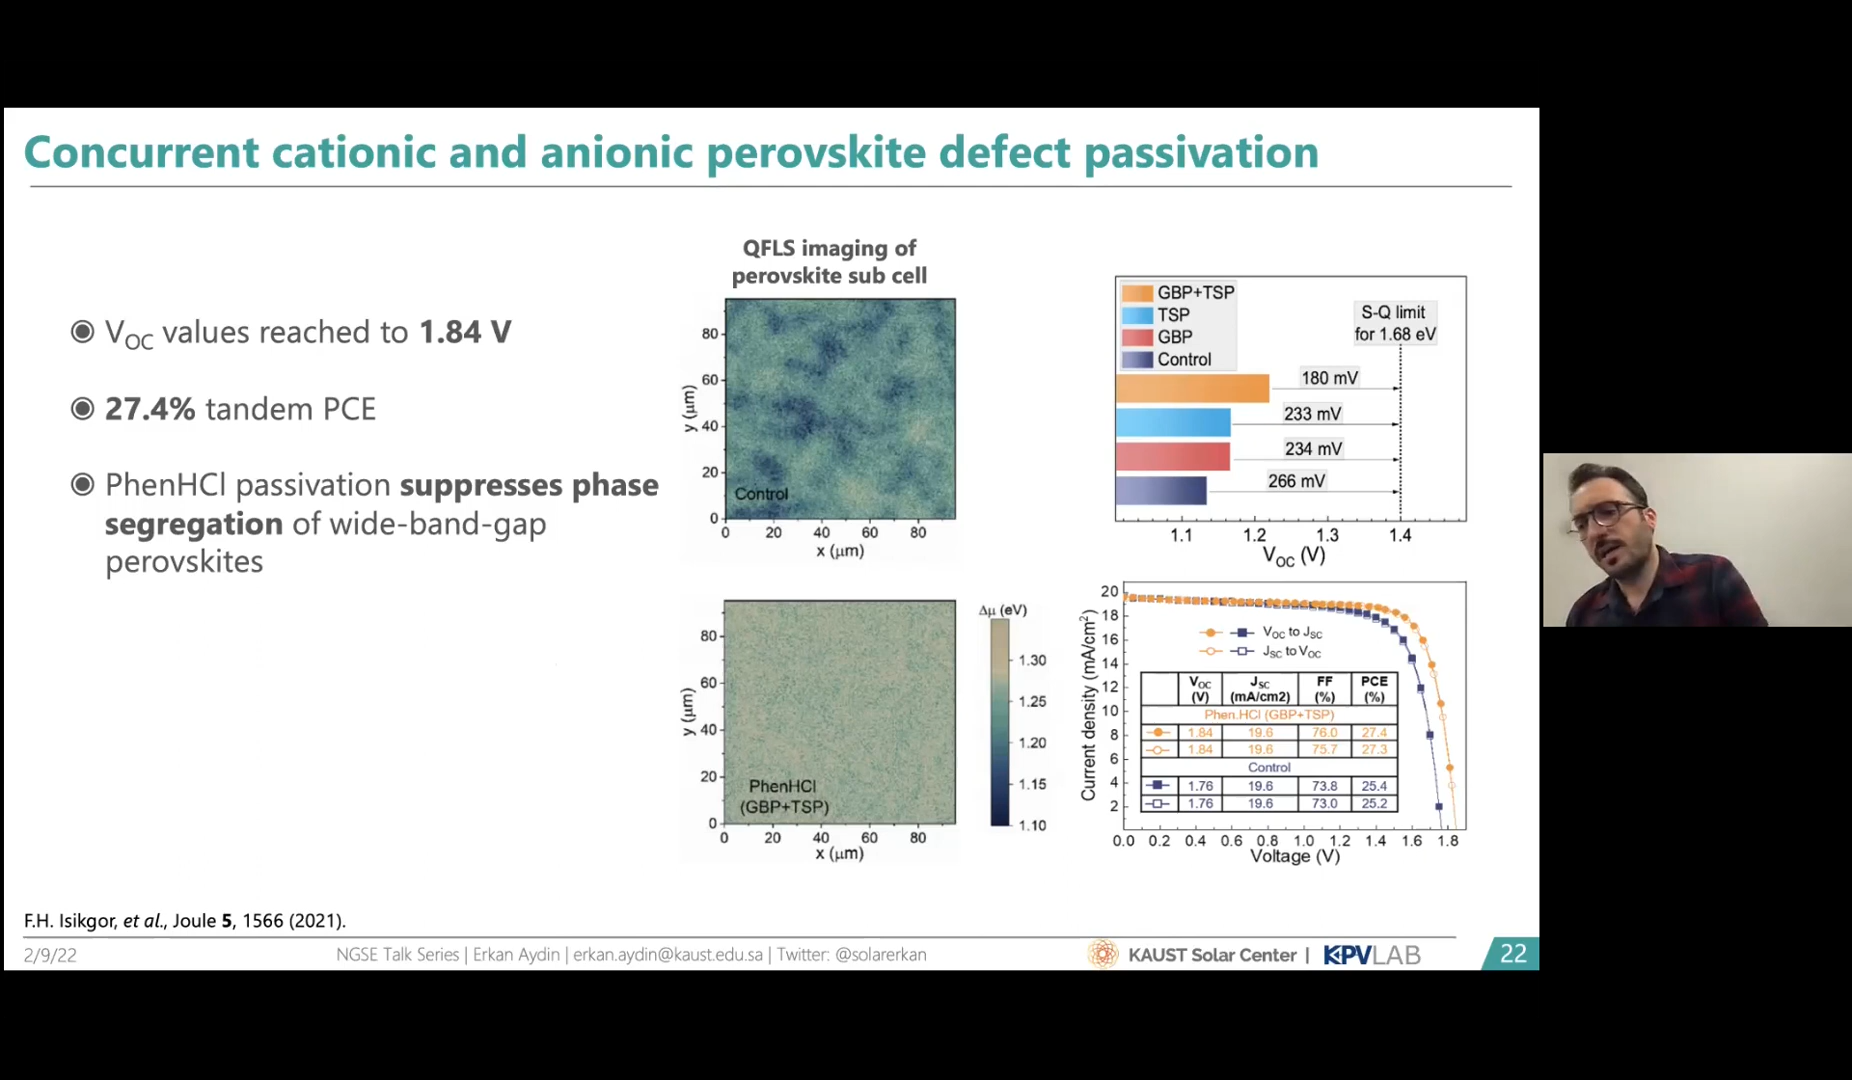 Concurrent cationic and anionic perovskite defect passivation
◉ VOC values reached to 1.84 V
◉ 27.4% tandem PCE
◉ PhenHCl passivation suppresses phase
segregation of wide-band-gap
perovskites
QFLS imaging of
perovskite sub cell
80
60
40
20
0
y (μm)
Control
0 20 40 60 80
x (μm)
80
60
40
20
0
y (μm)
PhenHCl
(GBP+TSP)
0 20 40 60 80
x (μm)
Δμ (eV)
1.30
1.25
1.20
1.15
1.10
GBP+TSP
TSP
GBP
Control
S-Q limit
for 1.68 eV
180 mV
233 mV
234 mV
266 mV
1.1 1.2 1.3 1.4
VOC (V)
20
18
16
14
12
10
8
6
4
2
Current density (mA/cm²)
VOC to JSC
JSC to VOC
VOC (V) JSC (mA/cm2) FF (%) PCE (%)
Phen.HCl (GBP+TSP)
1.84 19.6 76.0 27.4
1.84 19.6 75.7 27.3
Control
1.76 19.6 73.8 25.4
1.76 19.6 73.0 25.2
0.0 0.2 0.4 0.6 0.8 1.0 1.2 1.4 1.6 1.8
Voltage (V)
F.H. Isikgor, et al., Joule 5, 1566 (2021).
2/9/22
NGSE Talk Series | Erkan Aydin | erkan.aydin@kaust.edu.sa | Twitter: @solarerkan
KAUST Solar Center | KPVLAB
22